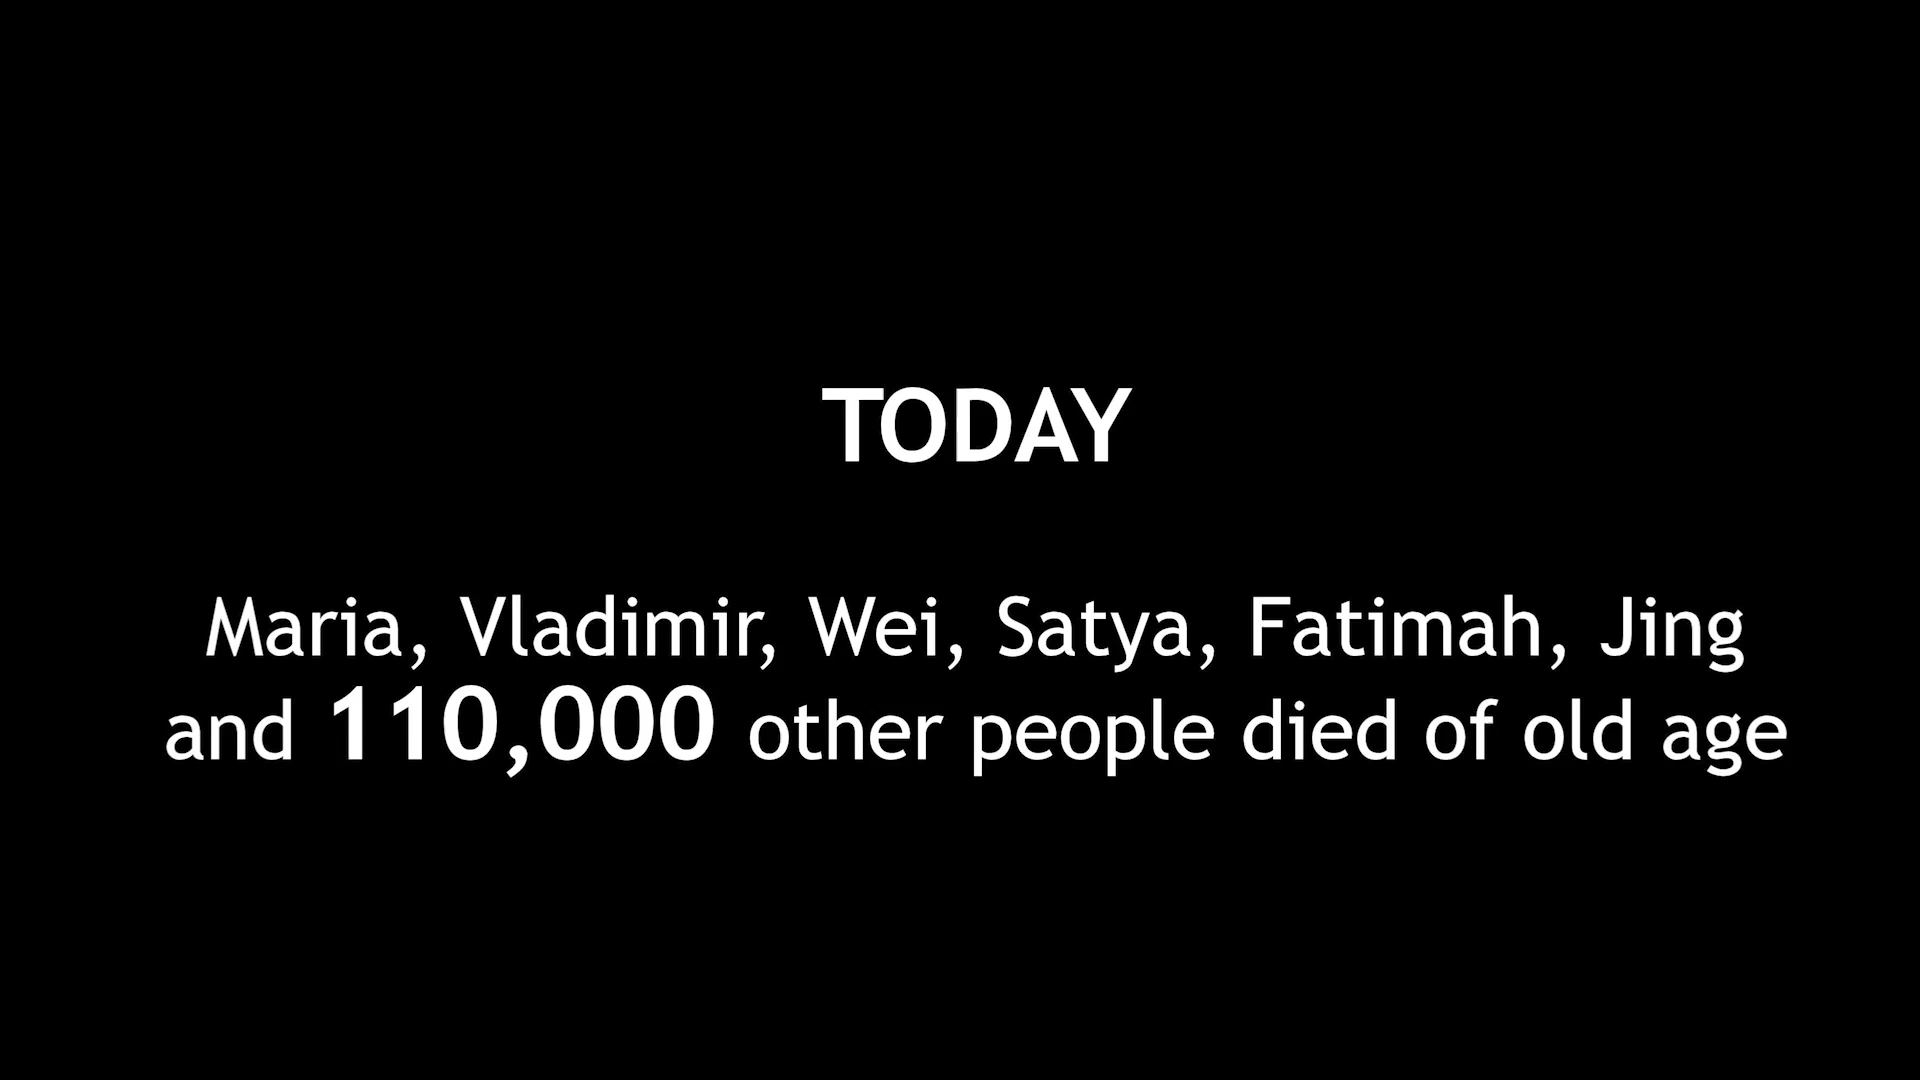 TODAY
Maria, Vladimir, Wei, Satya, Fatimah, Jing
and 110,000 other people died of old age